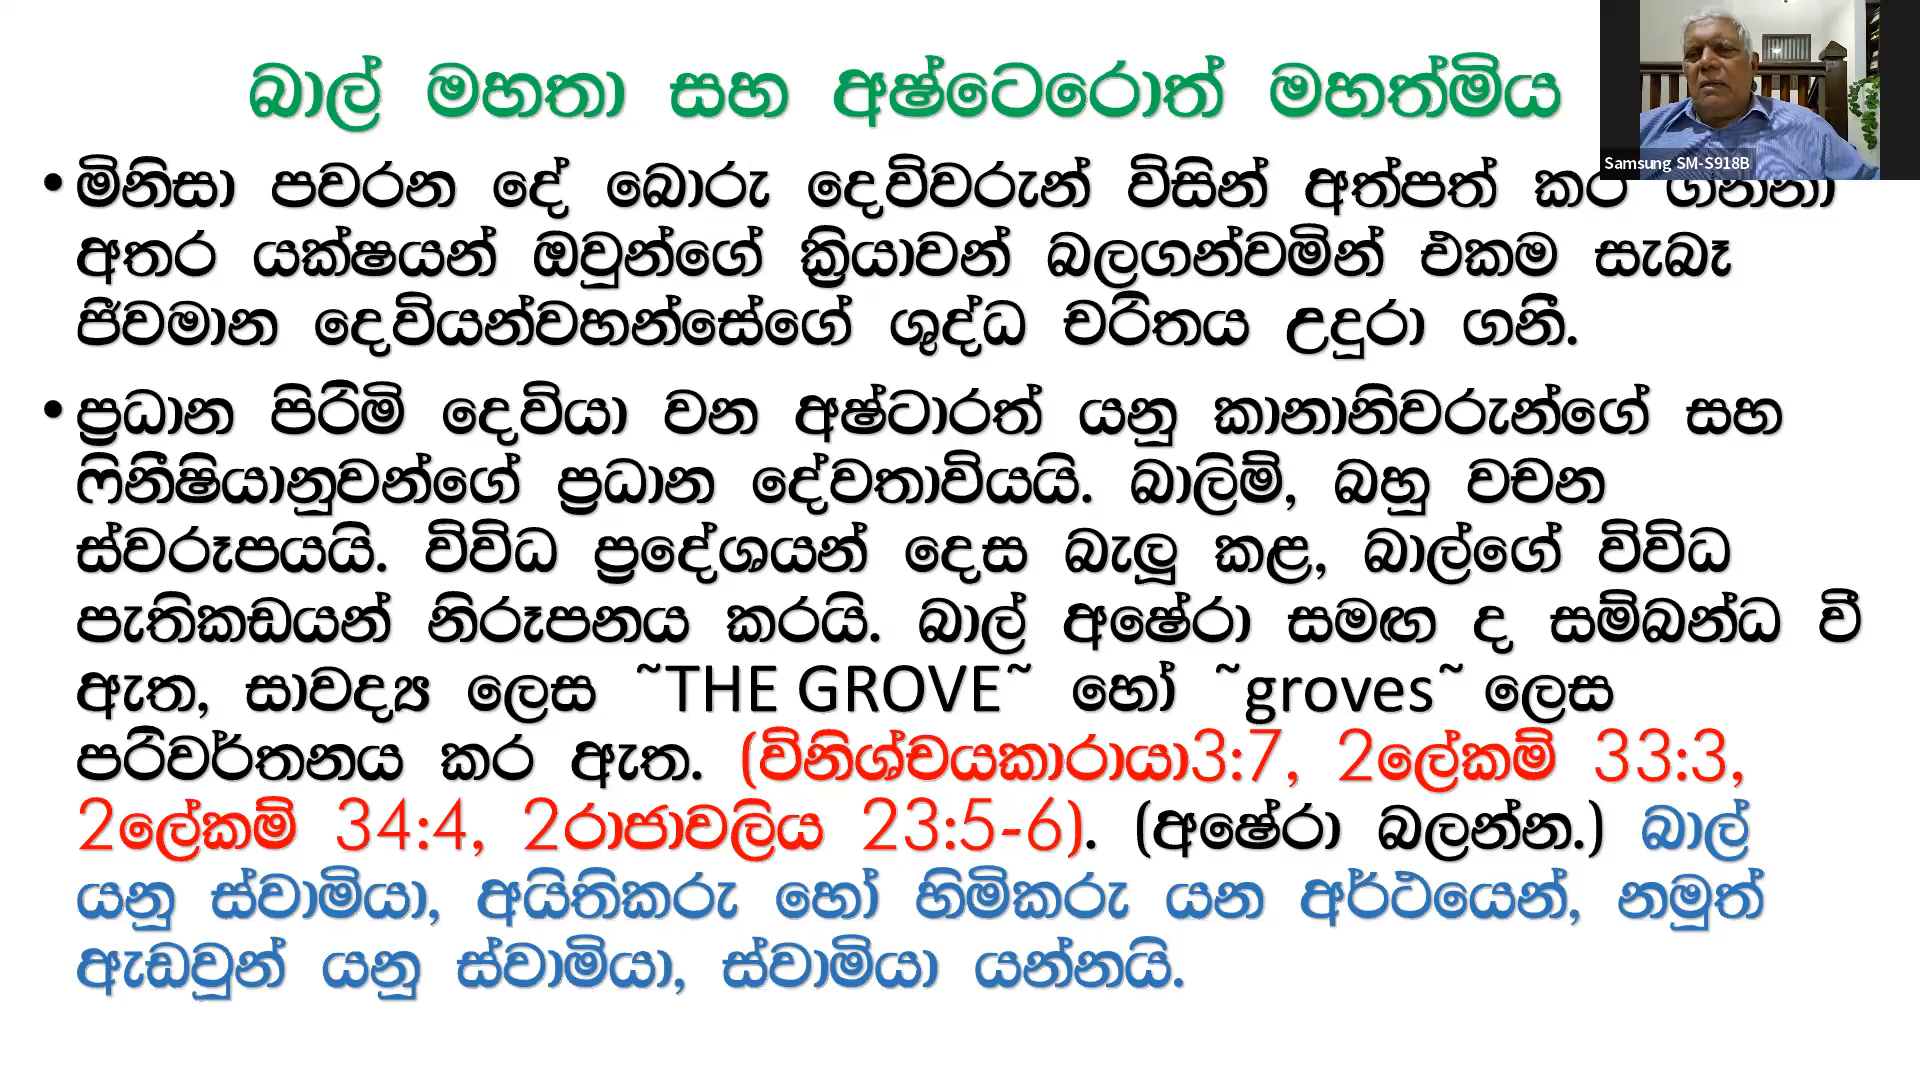 බාල් මහතා සහ අෂ්ටෙරොත් මහත්මිය
Samsung SM-S918B
• මිනිසා පවරන දේ බොරු දෙවිවරුන් විසින් අත්පත් කර ගන්නා
අතර යක්ෂයන් ඔවුන්ගේ ක්‍රියාවන් බලගන්වමින් එකම සැබෑ
ජීවමාන දෙවියන්වහන්සේගේ ශුද්ධ චරිතය උදුරා ගනී.
• ප්‍රධාන පිරිමි දෙවියා වන අෂ්ටාරත් යනු කානානිවරුන්ගේ සහ
ෆිනීෂියානුවන්ගේ ප්‍රධාන දේවතාවියයි. බාලිම්, බහු වචන
ස්වරූපයයි. විවිධ ප්‍රදේශයන් දෙස බැලූ කළ, බාල්ගේ විවිධ
පැතිකඩයන් නිරූපනය කරයි. බාල් අෂේරා සමඟ ද සම්බන්ධ වී
ඇත, සාවද්‍ය ලෙස ~THE GROVE~ හෝ ~groves~ ලෙස
පරිවර්තනය කර ඇත. (විනිශ්චයකාරායා3:7, 2ලේකම් 33:3,
2ලේකම් 34:4, 2රාජාවලිය 23:5-6). (අෂේරා බලන්න.) බාල්
යනු ස්වාමියා, අයිතිකරු හෝ හිමිකරු යන අර්ථයෙන්, නමුත්
ඇඩවුන් යනු ස්වාමියා, ස්වාමියා යන්නයි.